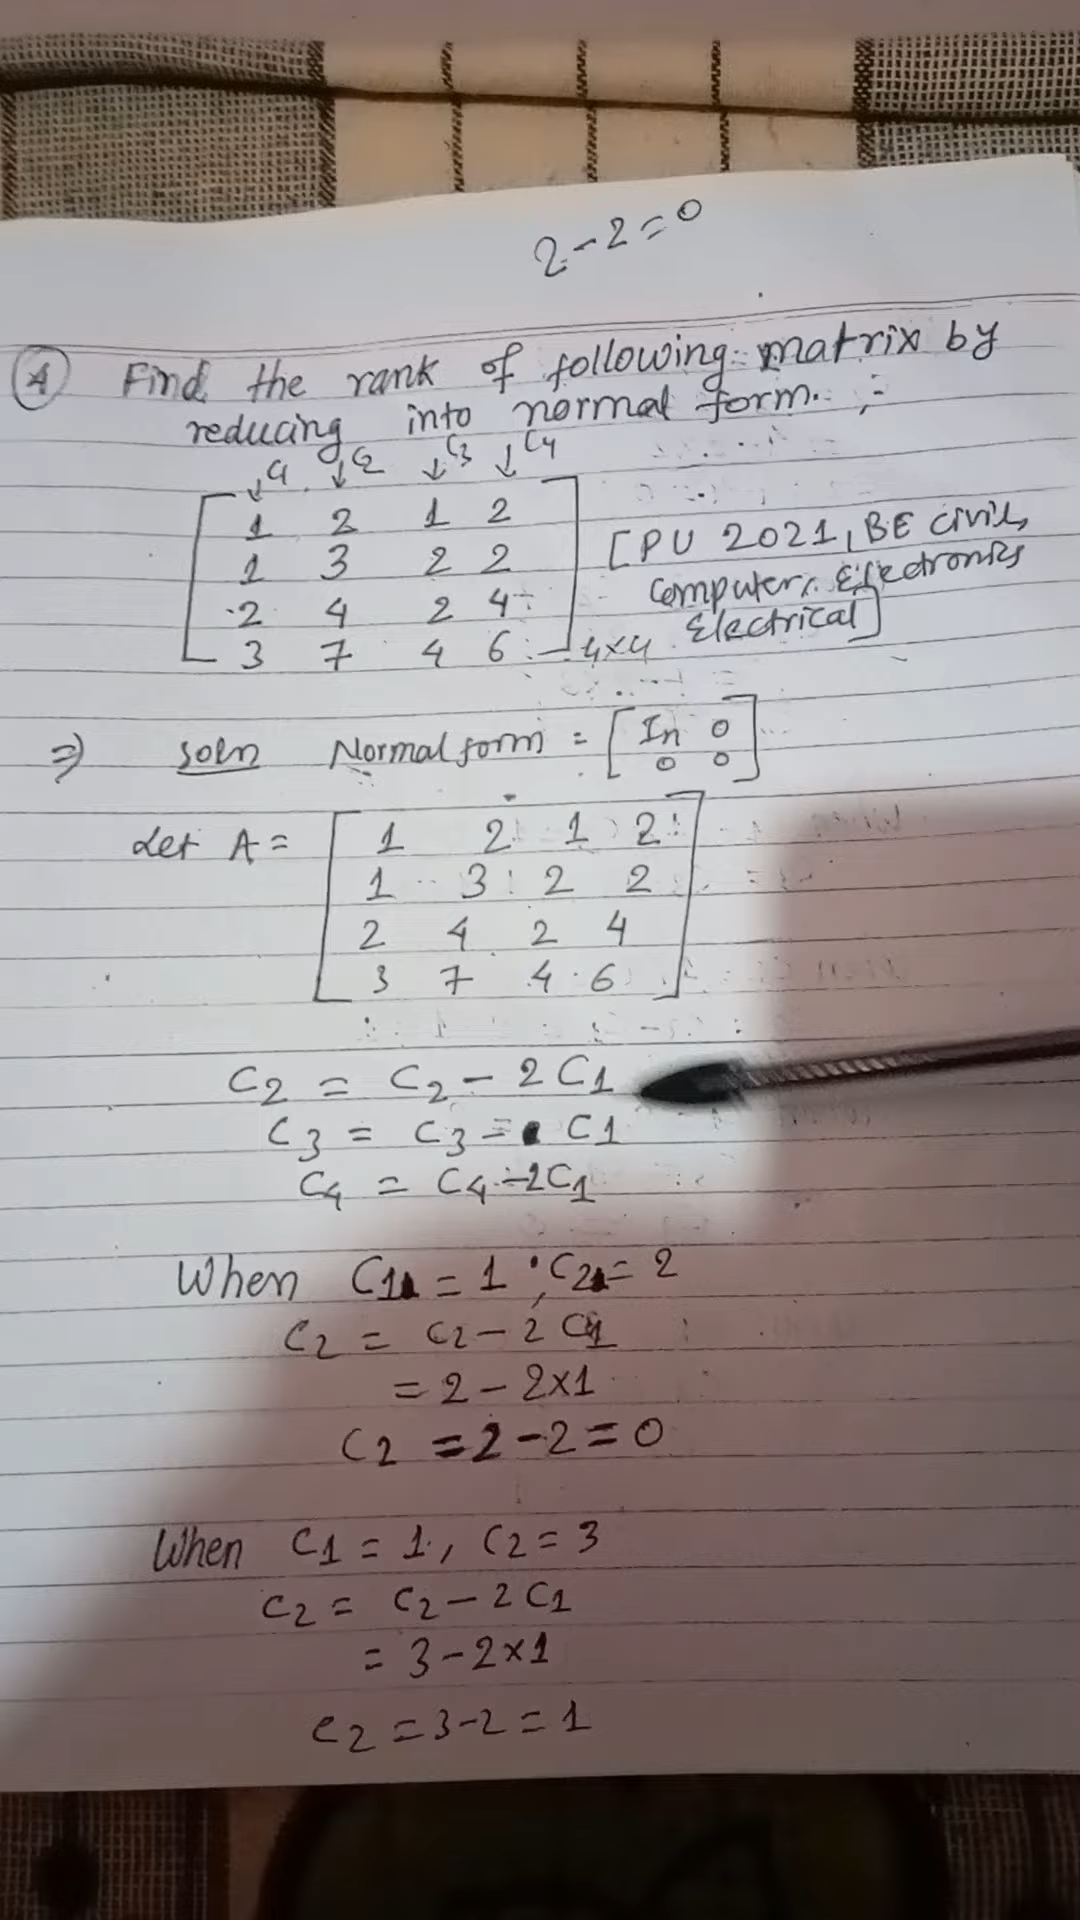 2-2=0
4 Find the rank of following matrix by
reducing into normal form. :-
↓C1 ↓C2 ↓C3 ↓C4
1 2 1 2
1 3 2 2
2 4 2 4
3 7 4 6 4×4
[PU 2021, BE civil,
Computer, Electronics
Electrical]
⇒ Soln Normal form = [In 0
0 0]
Let A = 1 2 1 2
1 3 2 2
2 4 2 4
3 7 4 6
C2 = C2 - 2C1
C3 = C3 - C1
C4 = C4 - 2C1
When C1 = 1, C2 = 2
C2 = C2 - 2C1
= 2 - 2×1
C2 = 2 - 2 = 0
When C1 = 1, C2 = 3
C2 = C2 - 2C1
= 3 - 2×1
C2 = 3 - 2 = 1